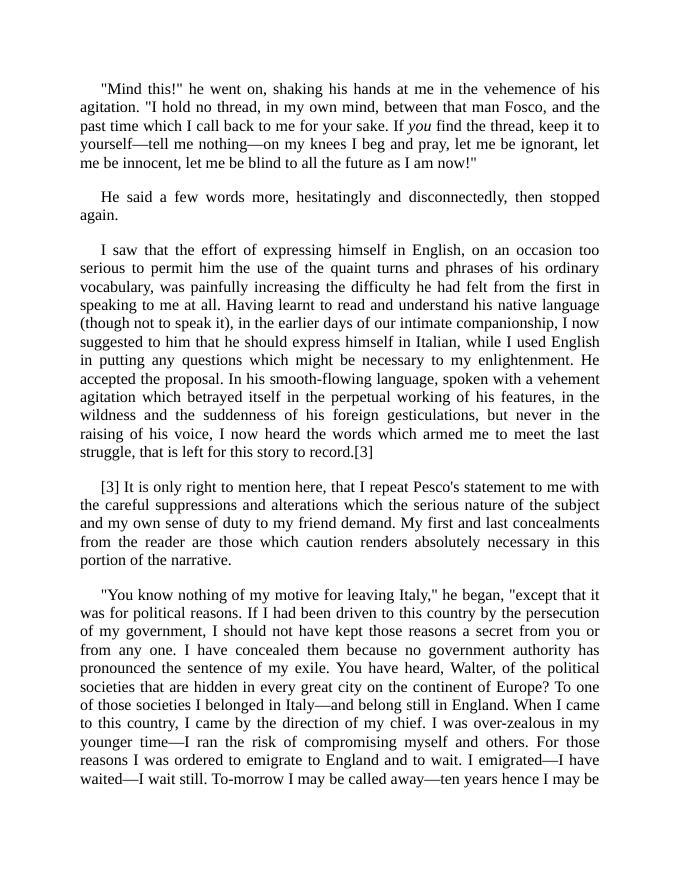 "Mind this!" he went on, shaking his hands at me in the vehemence of his
agitation. "I hold no thread, in my own mind, between that man Fosco, and the
past time which I call back to me for your sake. If you find the thread, keep it to
yourself—tell me nothing—on my knees I beg and pray, let me be ignorant, let
me be innocent, let me be blind to all the future as I am now!"
He said a few words more, hesitatingly and disconnectedly, then stopped
again.
I saw that the effort of expressing himself in English, on an occasion too
serious to permit him the use of the quaint turns and phrases of his ordinary
vocabulary, was painfully increasing the difficulty he had felt from the first in
speaking to me at all. Having learnt to read and understand his native language
(though not to speak it), in the earlier days of our intimate companionship, I now
suggested to him that he should express himself in Italian, while I used English
in putting any questions which might be necessary to my enlightenment. He
accepted the proposal. In his smooth-flowing language, spoken with a vehement
agitation which betrayed itself in the perpetual working of his features, in the
wildness and the suddenness of his foreign gesticulations, but never in the
raising of his voice, I now heard the words which armed me to meet the last
struggle, that is left for this story to record.[3]
[3] It is only right to mention here, that I repeat Pesco's statement to me with
the careful suppressions and alterations which the serious nature of the subject
and my own sense of duty to my friend demand. My first and last concealments
from the reader are those which caution renders absolutely necessary in this
portion of the narrative.
"You know nothing of my motive for leaving Italy," he began, "except that it
was for political reasons. If I had been driven to this country by the persecution
of my government, I should not have kept those reasons a secret from you or
from any one. I have concealed them because no government authority has
pronounced the sentence of my exile. You have heard, Walter, of the political
societies that are hidden in every great city on the continent of Europe? To one
of those societies I belonged in Italy—and belong still in England. When I came
to this country, I came by the direction of my chief. I was over-zealous in my
younger time—I ran the risk of compromising myself and others. For those
reasons I was ordered to emigrate to England and to wait. I emigrated—I have
waited—I wait still. To-morrow I may be called away—ten years hence I may be